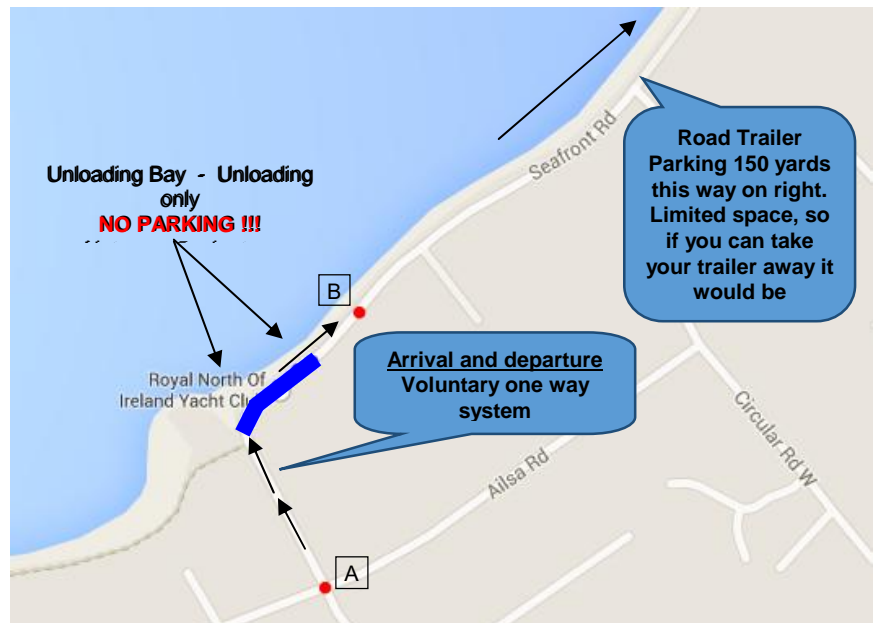 Unloading Bay - Unloading
only
NO PARKING !!!
Seafront Rd
Road Trailer
Parking 150 yards
this way on right.
Limited space, so
if you can take
your trailer away it
would be
B
Royal North Of
Ireland Yacht Club
Arrival and departure
Voluntary one way
system
Ailsa Rd
Circular Rd W
A